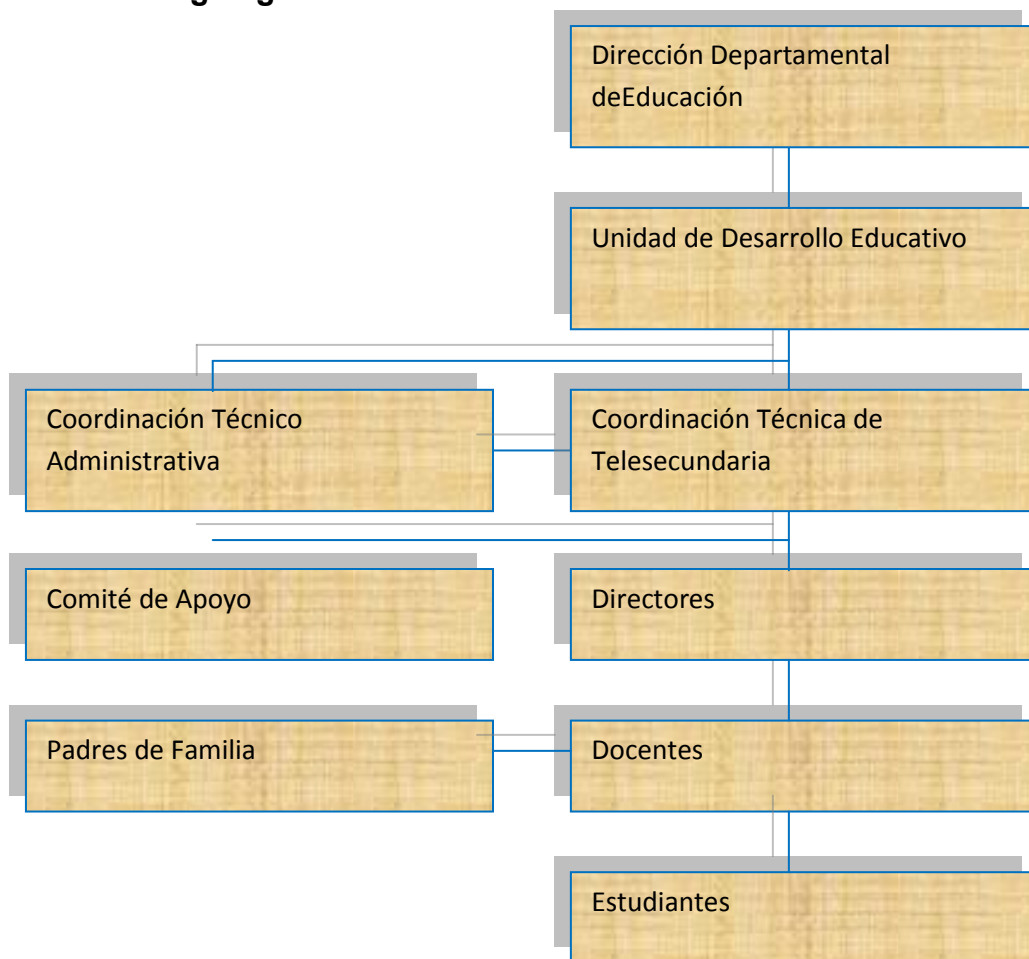 Dirección Departamental
deEducación
Unidad de Desarrollo Educativo
Coordinación Técnico
Administrativa
Coordinación Técnica de
Telesecundaria
Comité de Apoyo
Directores
Padres de Familia
Docentes
Estudiantes